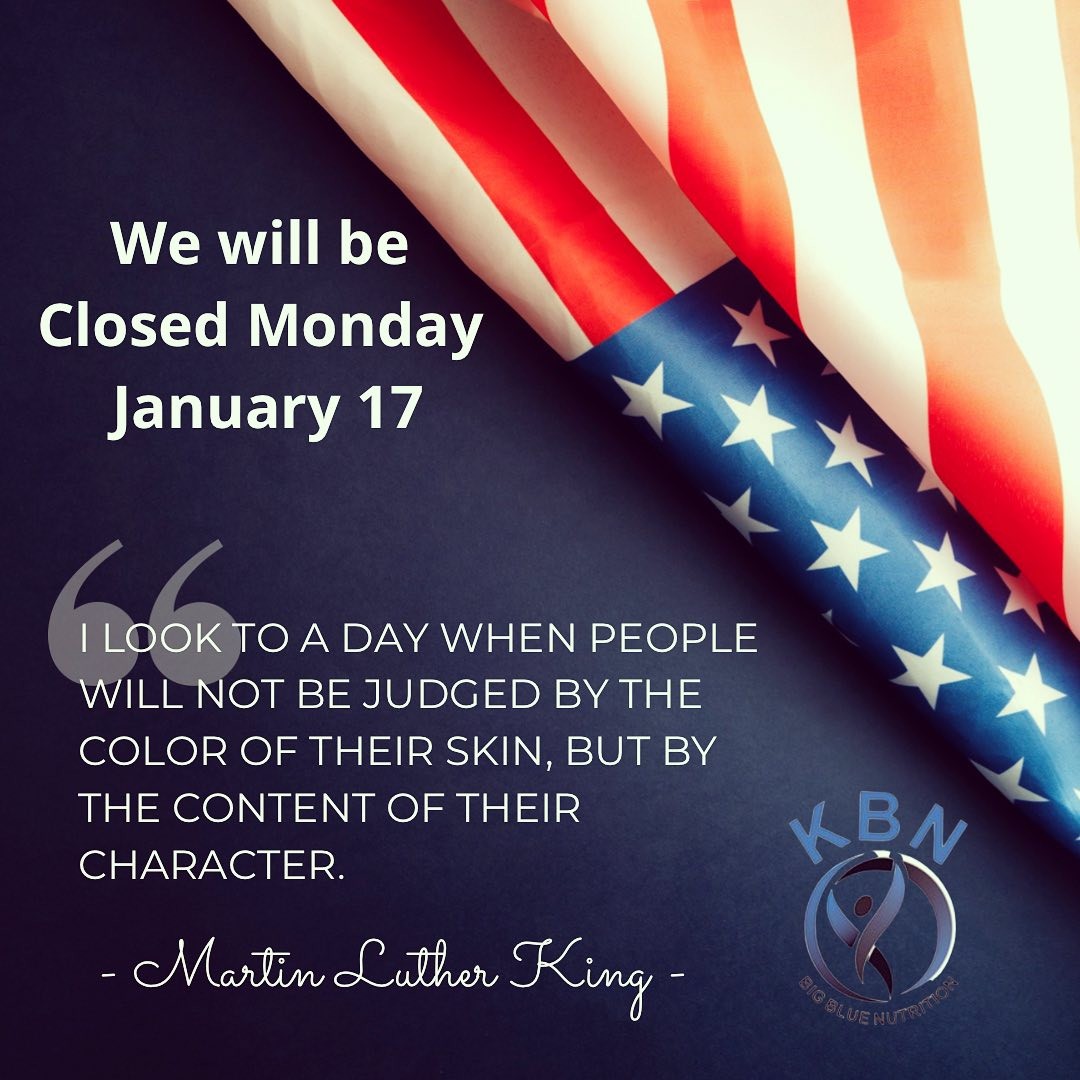 We will be
Closed Monday
January 17
“
I LOOK TO A DAY WHEN PEOPLE
WILL NOT BE JUDGED BY THE
COLOR OF THEIR SKIN, BUT BY
THE CONTENT OF THEIR
CHARACTER.
- Martin Luther King -
KBN
BIG BLUE NUTRITION